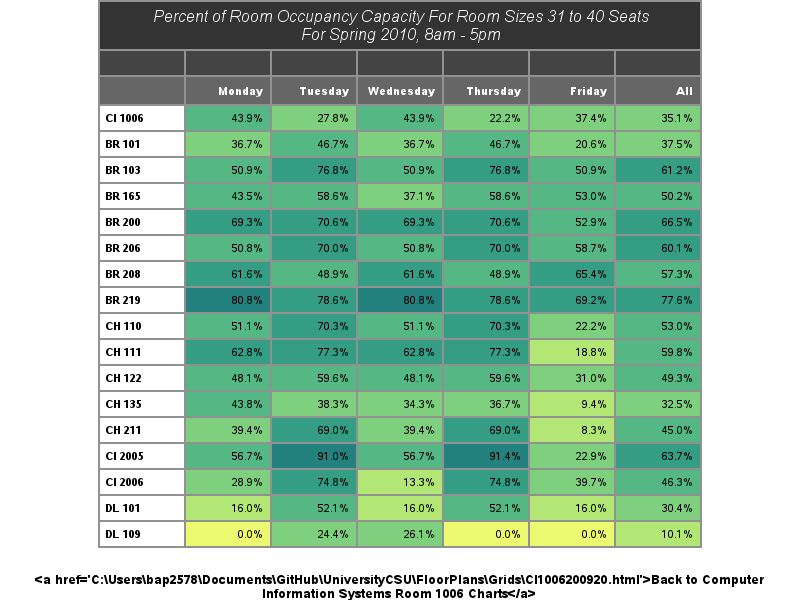 Percent of Room Occupancy Capacity For Room Sizes 31 to 40 Seats
For Spring 2010, 8am - 5pm
Monday Tuesday Wednesday Thursday Friday All
CI 1006 43.9% 27.8% 43.9% 22.2% 37.4% 35.1%
BR 101 36.7% 46.7% 36.7% 46.7% 20.6% 37.5%
BR 103 50.9% 76.8% 50.9% 76.8% 50.9% 61.2%
BR 165 43.5% 58.6% 37.1% 58.6% 53.0% 50.2%
BR 200 69.3% 70.6% 69.3% 70.6% 52.9% 66.5%
BR 206 50.8% 70.0% 50.8% 70.0% 58.7% 60.1%
BR 208 61.6% 48.9% 61.6% 48.9% 65.4% 57.3%
BR 219 80.8% 78.6% 80.8% 78.6% 69.2% 77.6%
CH 110 51.1% 70.3% 51.1% 70.3% 22.2% 53.0%
CH 111 62.8% 77.3% 62.8% 77.3% 18.8% 59.8%
CH 122 48.1% 59.6% 48.1% 59.6% 31.0% 49.3%
CH 135 43.8% 38.3% 34.3% 36.7% 9.4% 32.5%
CH 211 39.4% 69.0% 39.4% 69.0% 8.3% 45.0%
CI 2005 56.7% 91.0% 56.7% 91.4% 22.9% 63.7%
CI 2006 28.9% 74.8% 13.3% 74.8% 39.7% 46.3%
DL 101 16.0% 52.1% 16.0% 52.1% 16.0% 30.4%
DL 109 0.0% 24.4% 26.1% 0.0% 0.0% 10.1%
<a href='C:\Users\bap2578\Documents\GitHub\UniversityCSU\FloorPlans\Grids\CI1006200920.html'>Back to Computer
Information Systems Room 1006 Charts</a>